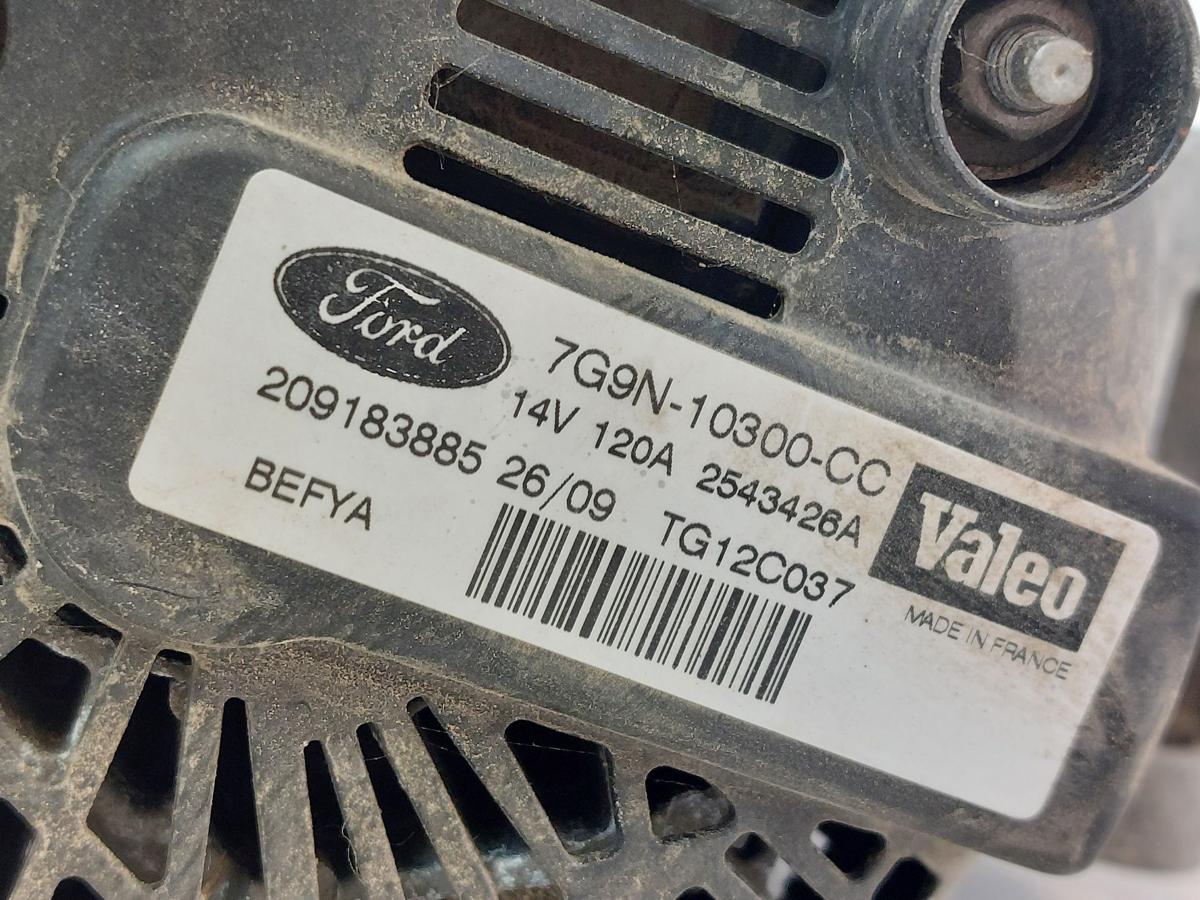 Ford
7G9N-10300-CC
14V 120A 2543426A
209183885 26/09 TG12C037
BEFYA
Valeo
MADE IN FRANCE